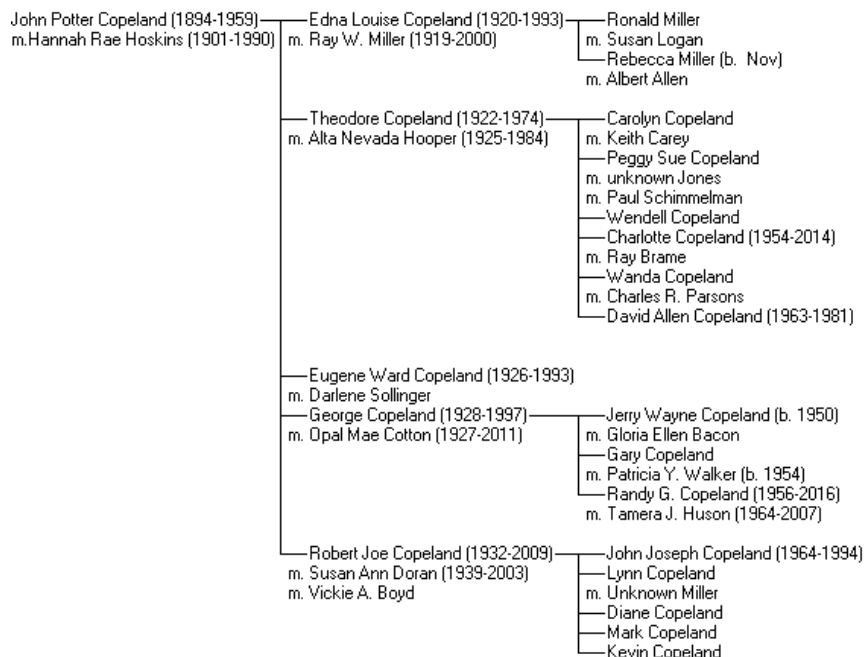 John Potter Copeland (1894-1959)
m.Hannah Rae Hoskins (1901-1990)
Edna Louise Copeland (1920-1993)
m. Ray W. Miller (1919-2000)
Ronald Miller
m. Susan Logan
Rebecca Miller (b.  Nov)
m. Albert Allen
Theodore Copeland (1922-1974)
m. Alta Nevada Hooper (1925-1984)
Carolyn Copeland
m. Keith Carey
Peggy Sue Copeland
m. unknown Jones
m. Paul Schimmelman
Wendell Copeland
Charlotte Copeland (1954-2014)
m. Ray Brame
Wanda Copeland
m. Charles R. Parsons
David Allen Copeland (1963-1981)
Eugene Ward Copeland (1926-1993)
m. Darlene Sollinger
George Copeland (1928-1997)
m. Opal Mae Cotton (1927-2011)
Jerry Wayne Copeland (b. 1950)
m. Gloria Ellen Bacon
Gary Copeland
m. Patricia Y. Walker (b. 1954)
Randy G. Copeland (1956-2016)
m. Tamera J. Huson (1964-2007)
Robert Joe Copeland (1932-2009)
m. Susan Ann Doran (1939-2003)
m. Vickie A. Boyd
John Joseph Copeland (1964-1994)
Lynn Copeland
m. Unknown Miller
Diane Copeland
Mark Copeland
Kevin Copeland